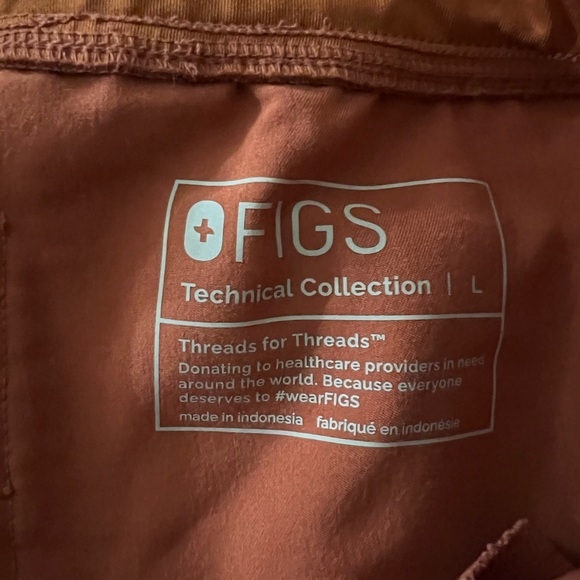 FIGS
Technical Collection | L
Threads for Threads™
Donating to healthcare providers in need
around the world. Because everyone
deserves to #wearFIGS
made in indonesia fabriqué en indonésie